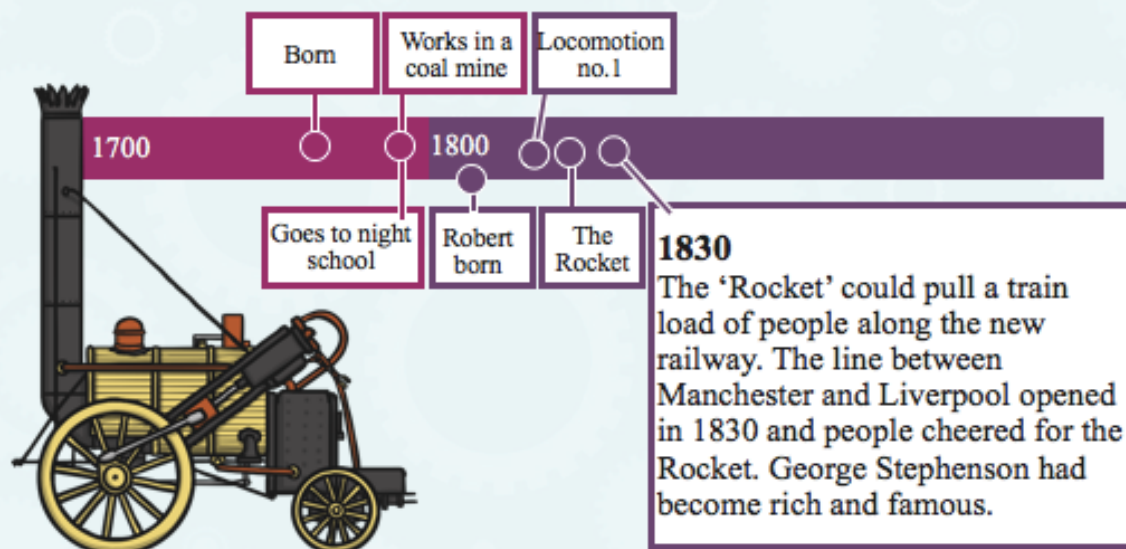 Born
Works in a
coal mine
Locomotion
no.1
1700
1800
Goes to night
school
Robert
born
The
Rocket
1830
The ‘Rocket’ could pull a train
load of people along the new
railway. The line between
Manchester and Liverpool opened
in 1830 and people cheered for the
Rocket. George Stephenson had
become rich and famous.